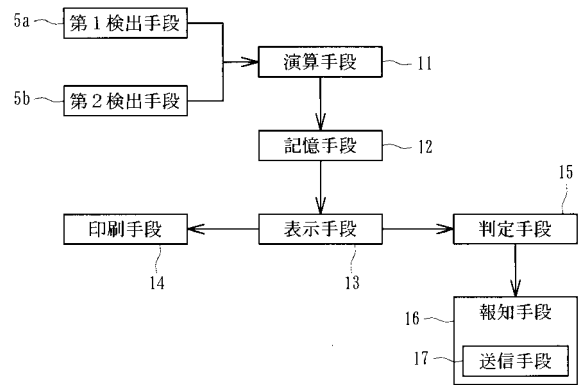 5a
第1検出手段
5b
第2検出手段
演算手段
11
記憶手段
12
印刷手段
14
表示手段
13
判定手段
15
16
報知手段
17
送信手段